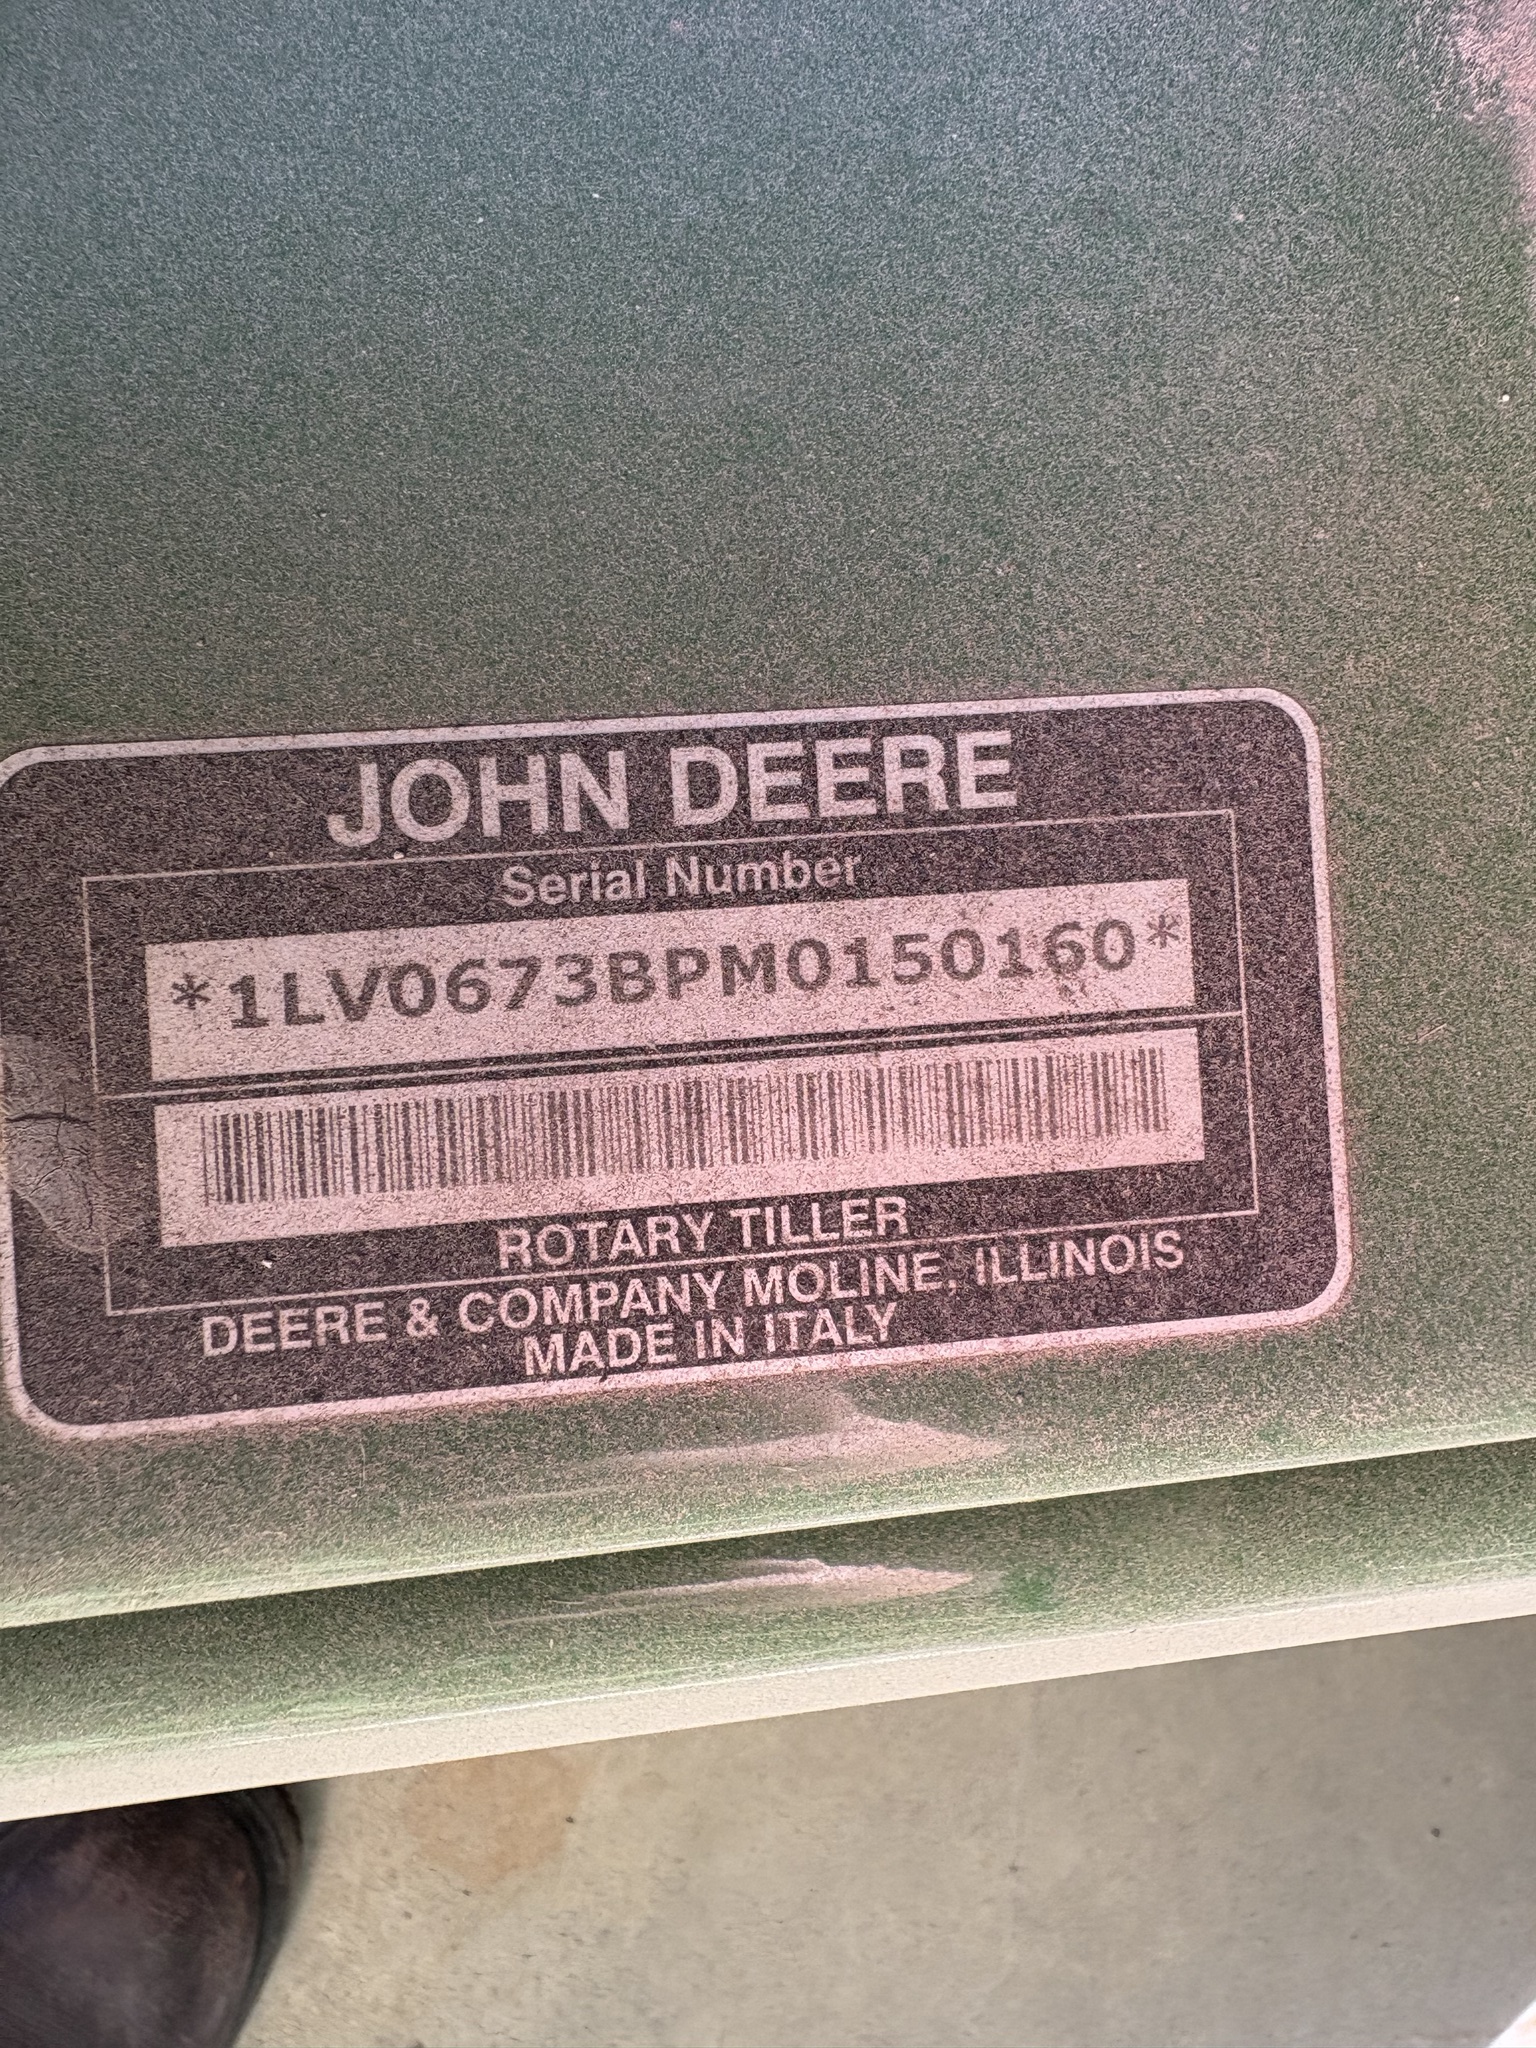 JOHN DEERE
Serial Number
*1LV0673BPM0150160*
ROTARY TILLER
DEERE & COMPANY MOLINE, ILLINOIS
MADE IN ITALY